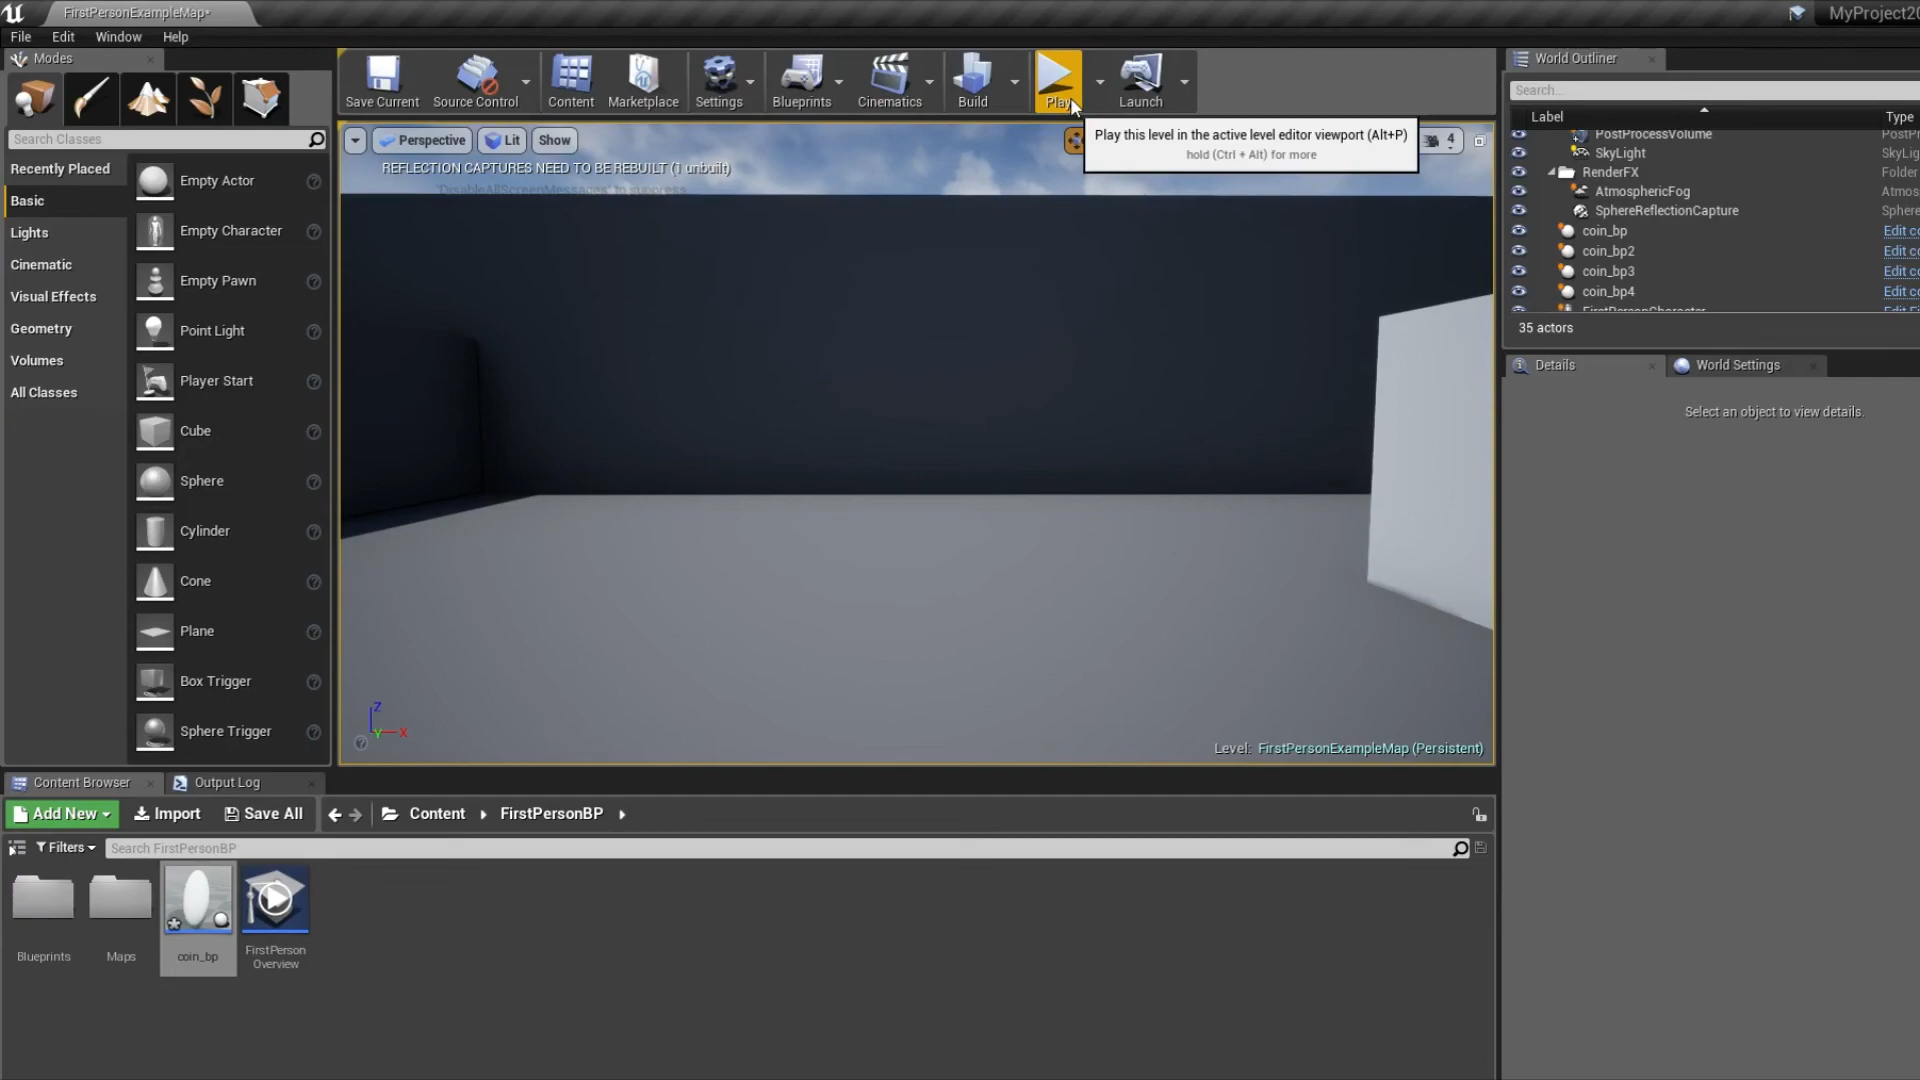 FirstPersonExampleMap*
MyProject20
File Edit Window Help
Modes
Search Classes
Recently Placed
Basic
Lights
Cinematic
Visual Effects
Geometry
Volumes
All Classes
Empty Actor
Empty Character
Empty Pawn
Point Light
Player Start
Cube
Sphere
Cylinder
Cone
Plane
Box Trigger
Sphere Trigger
Save Current Source Control Content Marketplace Settings Blueprints Cinematics Build Play Launch
Perspective Lit Show
4
Play this level in the active level editor viewport (Alt+P)
hold (Ctrl + Alt) for more
REFLECTION CAPTURES NEED TO BE REBUILT (1 unbuilt)
'DisableAllScreenMessages' to suppress
Z
Y X
Level: FirstPersonExampleMap (Persistent)
World Outliner
Search...
Label Type
PostProcessVolume PostPr
SkyLight SkyLig
RenderFX Folder
AtmosphericFog Atmos
SphereReflectionCapture Sphere
coin_bp Edit co
coin_bp2 Edit co
coin_bp3 Edit co
coin_bp4 Edit co
FirstPersonCharacter Edit Fi
35 actors
Details World Settings
Select an object to view details.
Content Browser Output Log
Add New Import Save All Content FirstPersonBP
Filters Search FirstPersonBP
Blueprints
Maps
coin_bp
FirstPerson
Overview